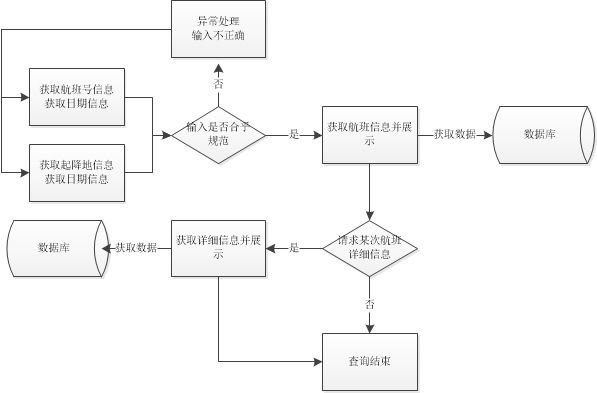 异常处理
输入不正确
获取航班号信息
获取日期信息
否
输入是否合乎
规范
是
获取航班信息并展
示
获取数据
数据库
获取起降地信息
获取日期信息
数据库
获取数据
获取详细信息并展
示
是
请求某次航班
详细信息
否
查询结束